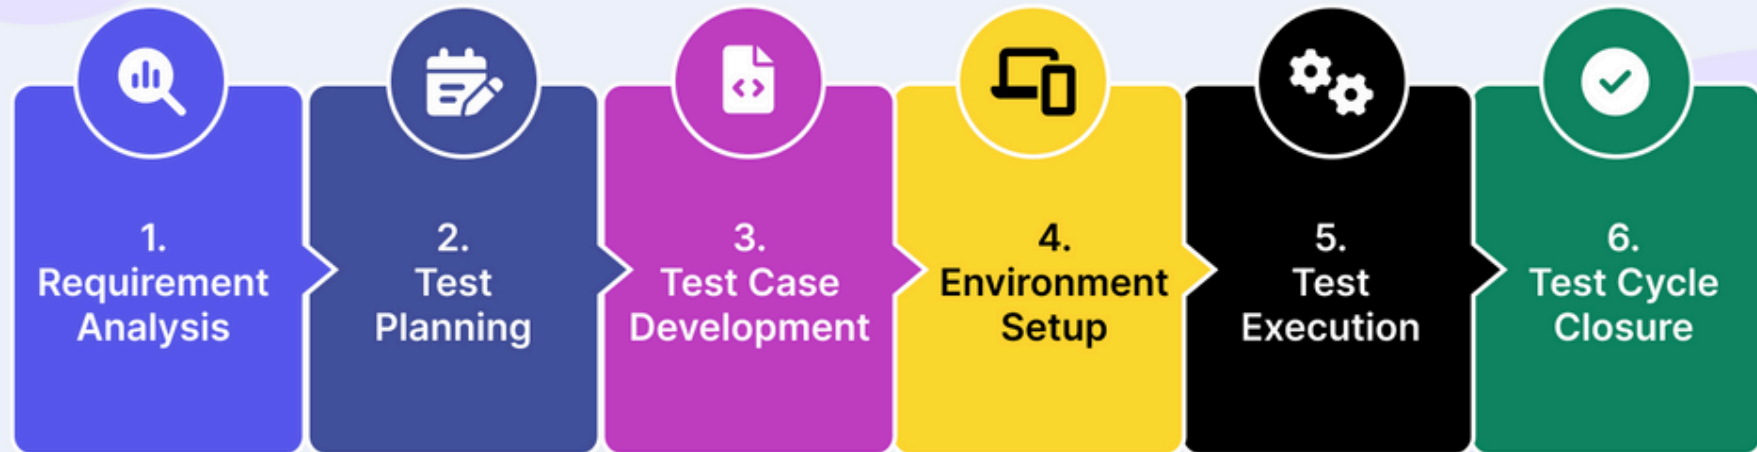 1.
Requirement
Analysis
2.
Test
Planning
3.
Test Case
Development
4.
Environment
Setup
5.
Test
Execution
6.
Test Cycle
Closure